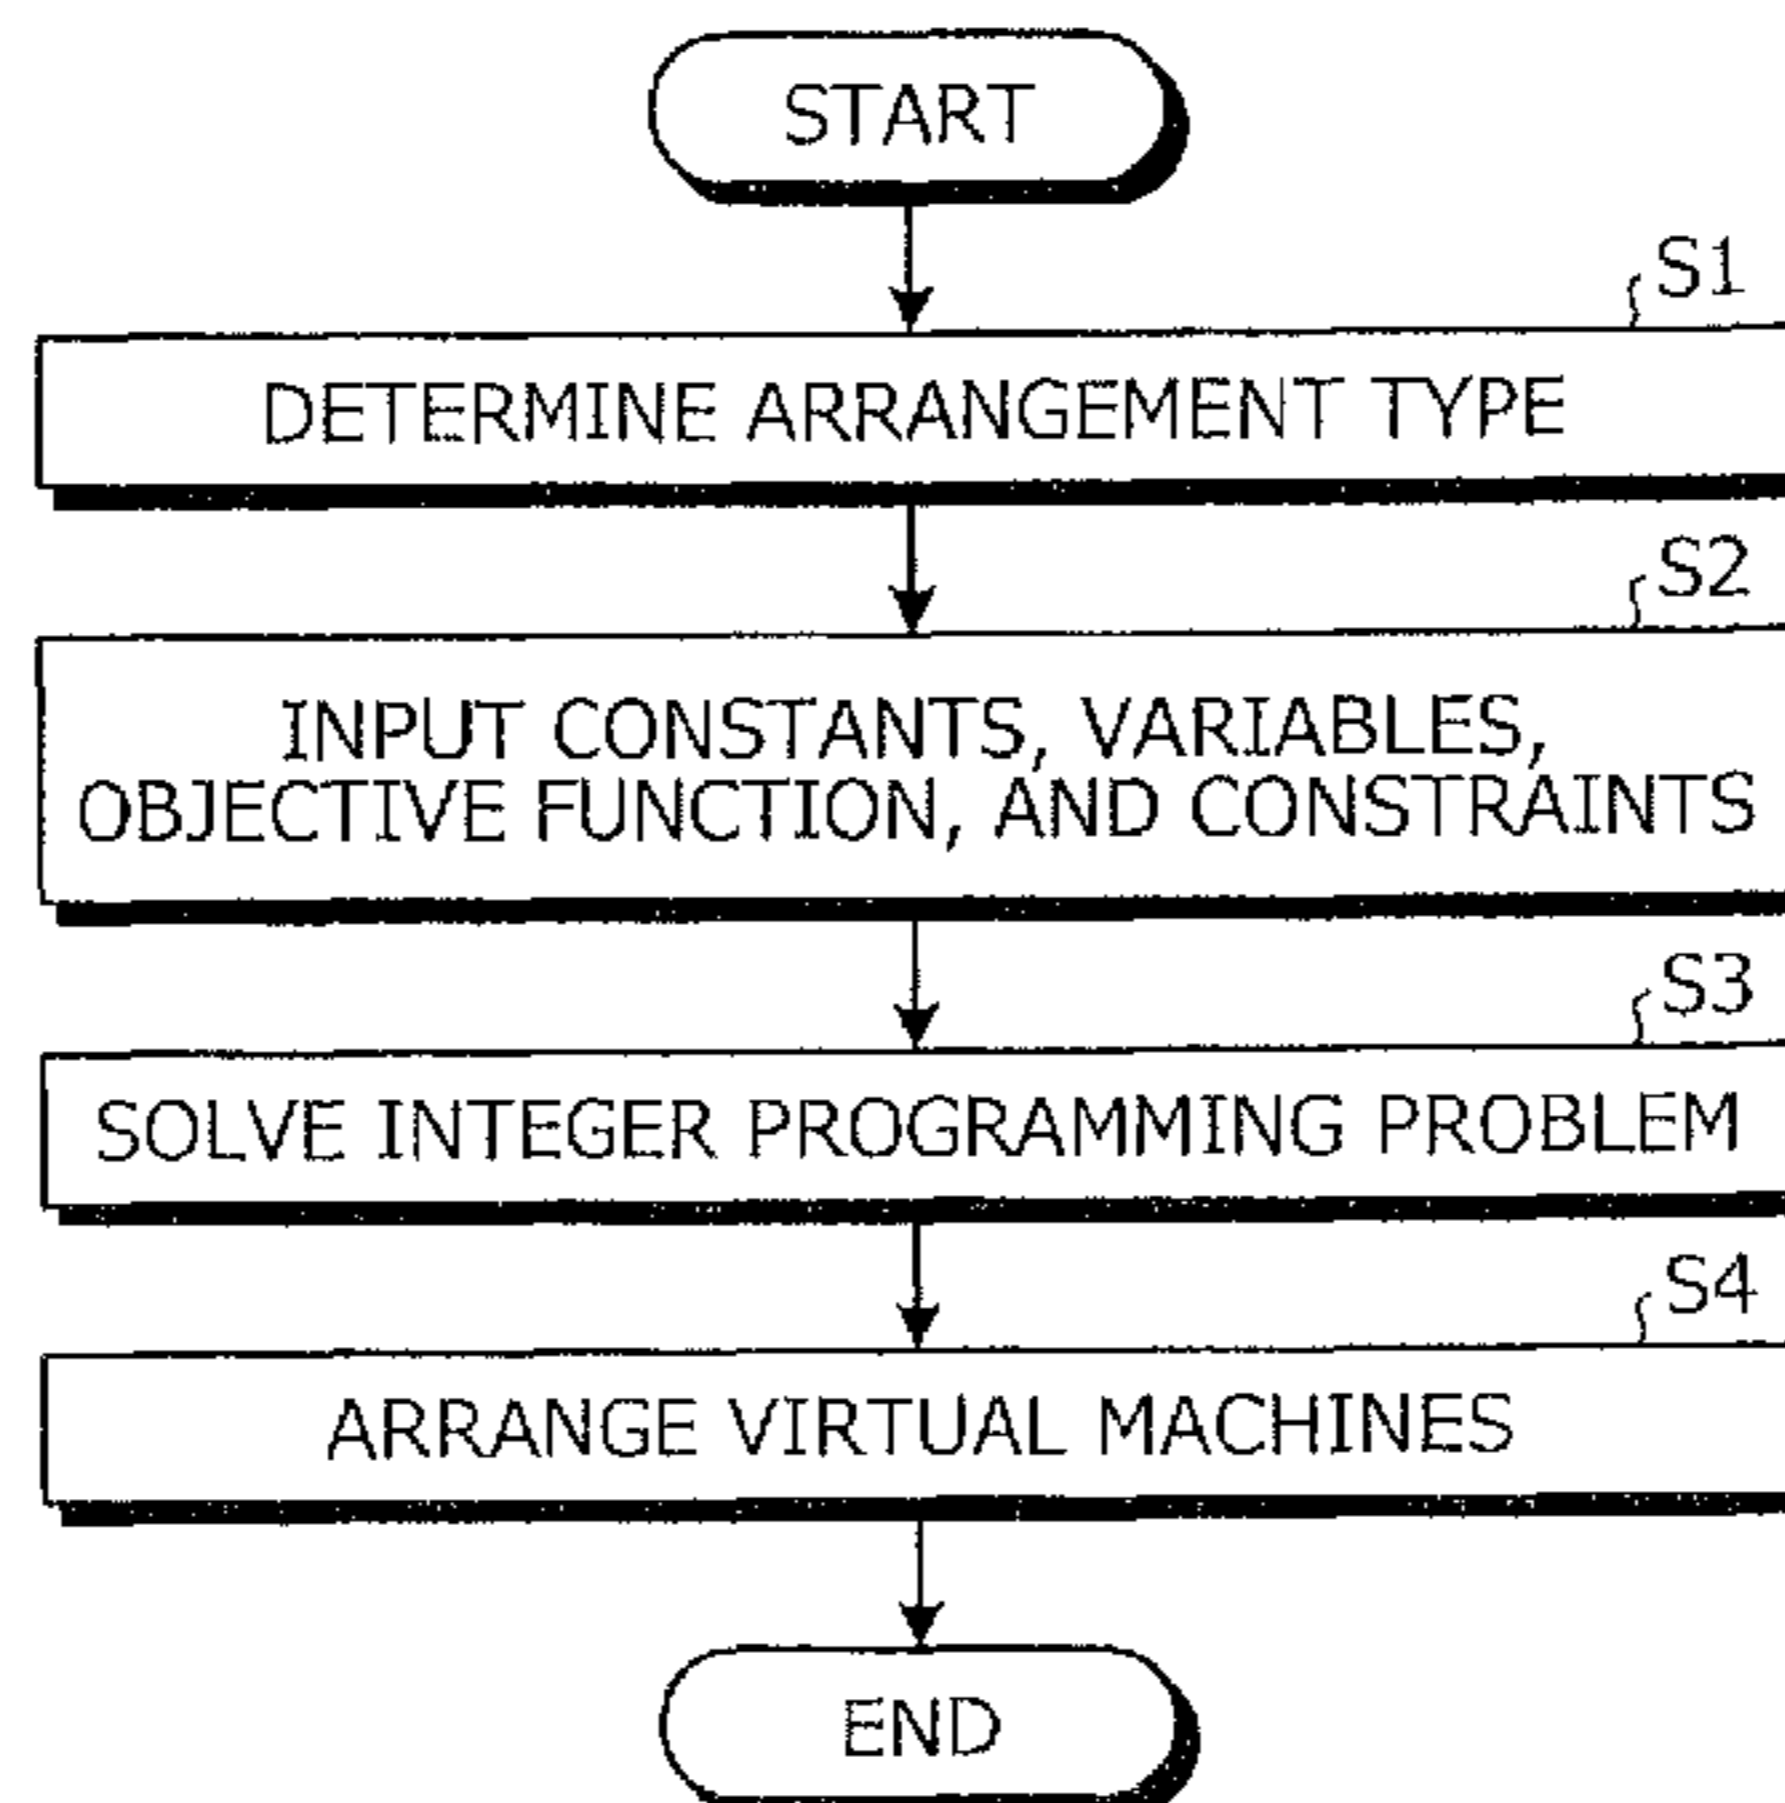 START
S1
DETERMINE ARRANGEMENT TYPE
S2
INPUT CONSTANTS, VARIABLES,
OBJECTIVE FUNCTION, AND CONSTRAINTS
S3
SOLVE INTEGER PROGRAMMING PROBLEM
S4
ARRANGE VIRTUAL MACHINES
END